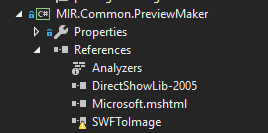 C# MIR.Common.PreviewMaker
Properties
References
Analyzers
DirectShowLib-2005
Microsoft.mshtml
SWFToImage